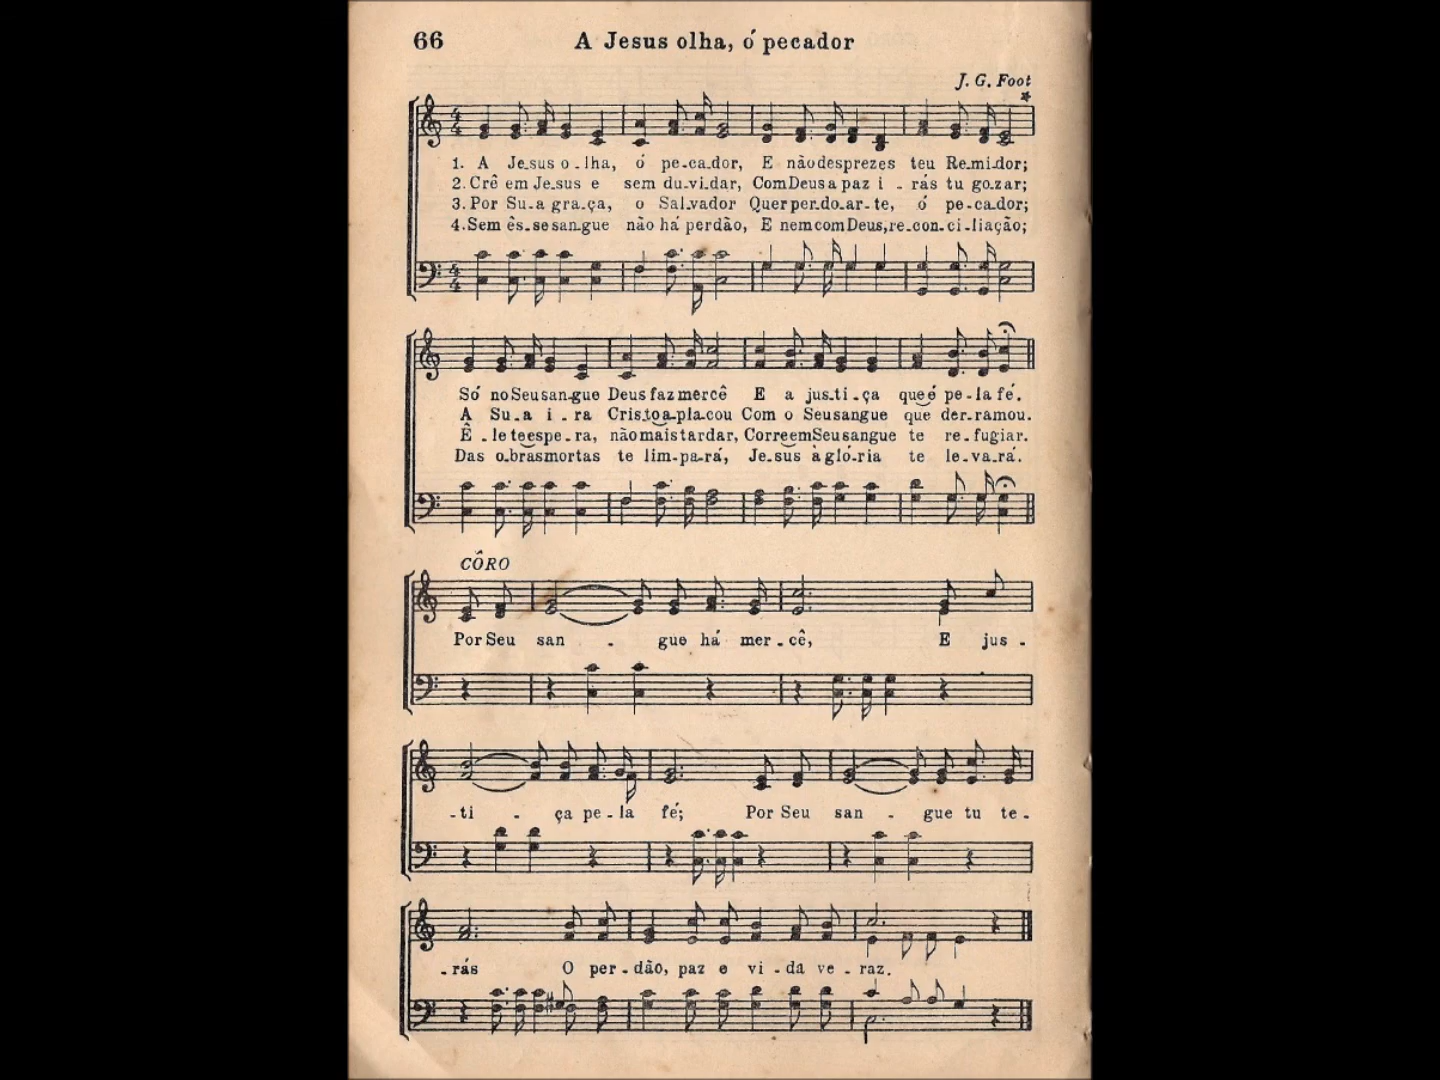 66
A Jesus olha, ó pecador
J. G. Foot
1. A Je-sus o-lha, ó pe-ca-dor, E não desprezes teu Re-mi-dor;
2. Crê em Je-sus e sem du-vi-dar, Com Deus a paz i-rás tu go-zar;
3. Por Su-a gra-ça, o Sal-vador Quer per-do-ar-te, ó pe-ca-dor;
4. Sem ês-se san-gue não há perdão, E nem com Deus, re-con-ci-liação;
Só no Seu san-gue Deus faz mercê E a jus-ti-ça que é pe-la fé.
A Su-a i-ra Cris-to a-pla-cou Com o Seu sangue que der-ramou.
Ê-le te espe-ra, não mais tardar, Corre em Seu sangue te re-fugiar.
Das o-bras mortas te lim-pa-rá, Je-sus à gló-ria te le-va-rá.
CÔRO
Por Seu san-gue há mer-cê, E jus-
-ti-ça pe-la fé; Por Seu san-gue tu te-
-rás O per-dão, paz e vi-da ve-raz.